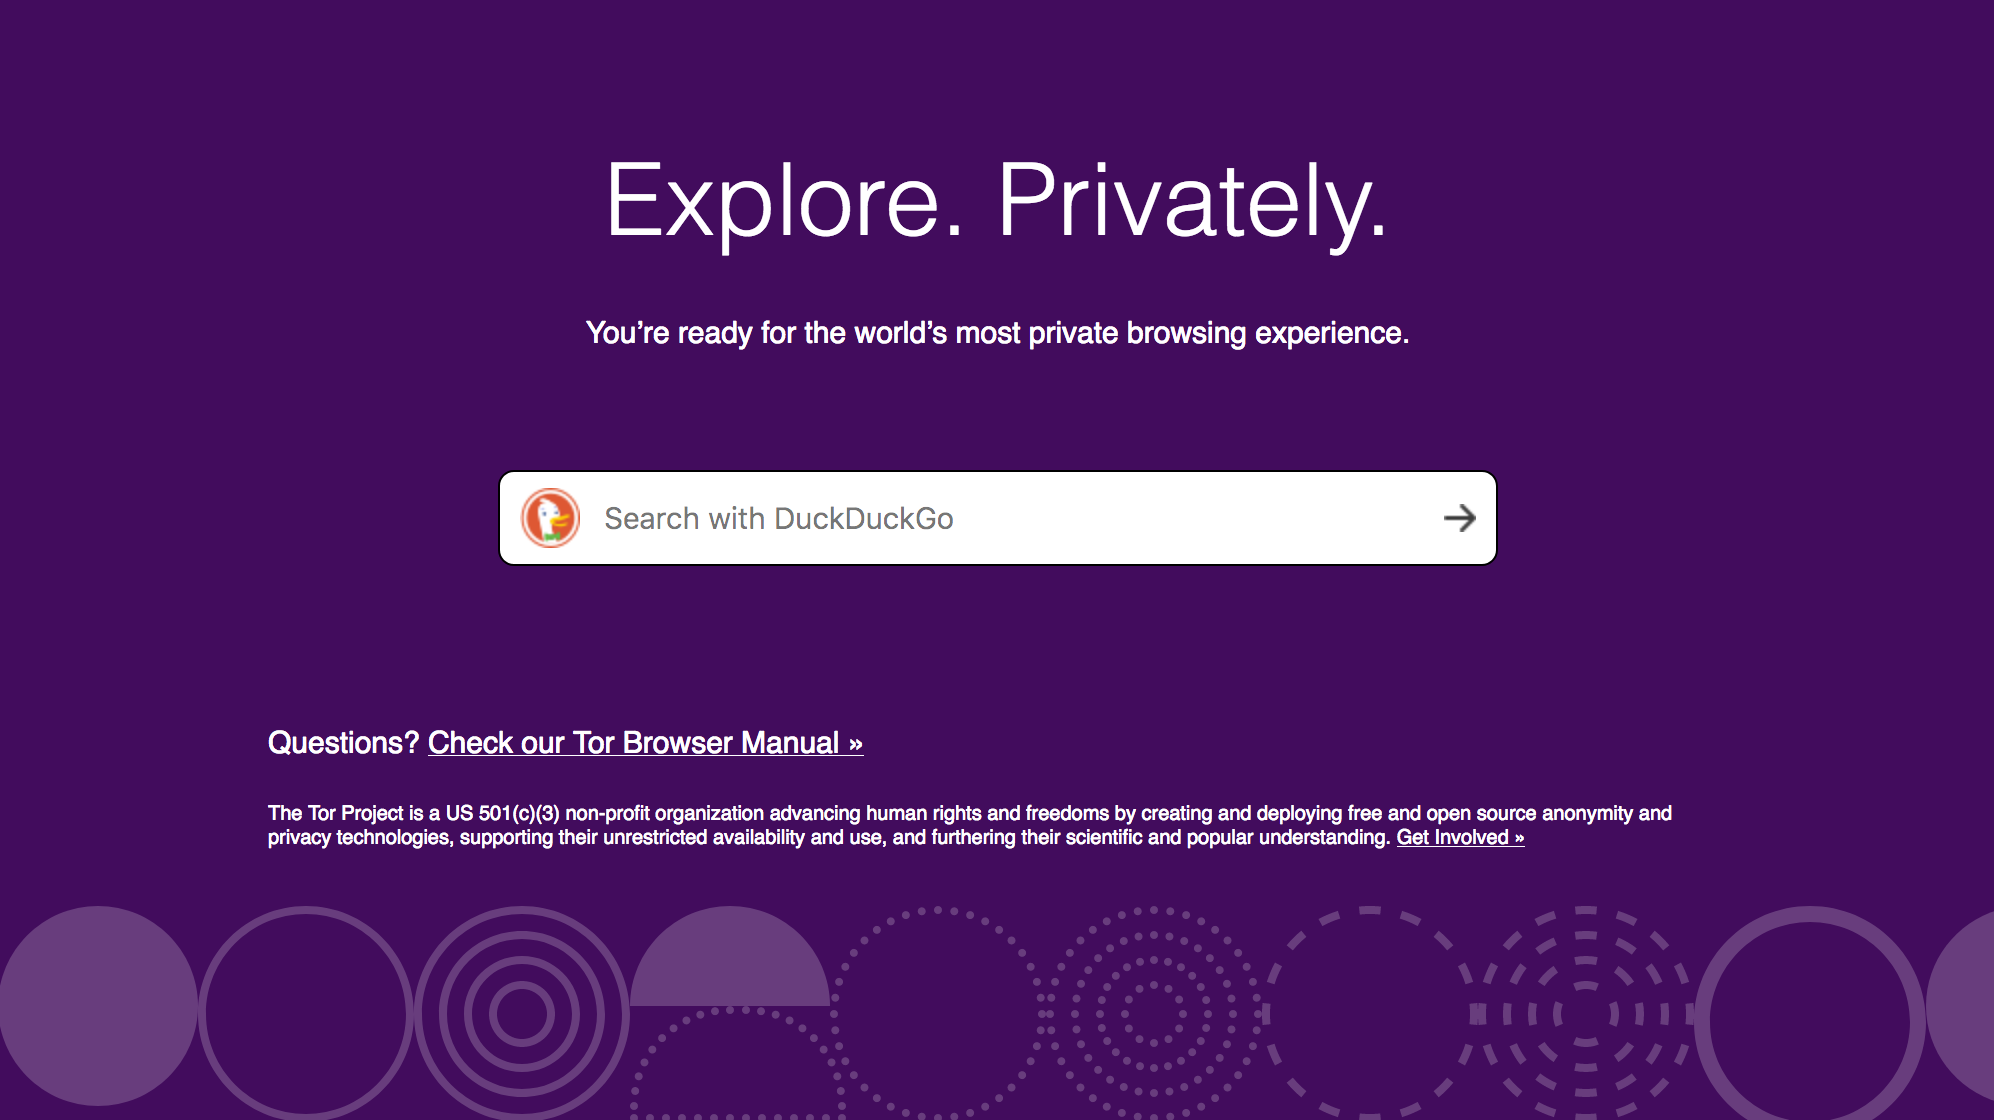 Explore. Privately.
You’re ready for the world’s most private browsing experience.
Search with DuckDuckGo
Questions? Check our Tor Browser Manual »
The Tor Project is a US 501(c)(3) non-profit organization advancing human rights and freedoms by creating and deploying free and open source anonymity and
privacy technologies, supporting their unrestricted availability and use, and furthering their scientific and popular understanding. Get Involved »